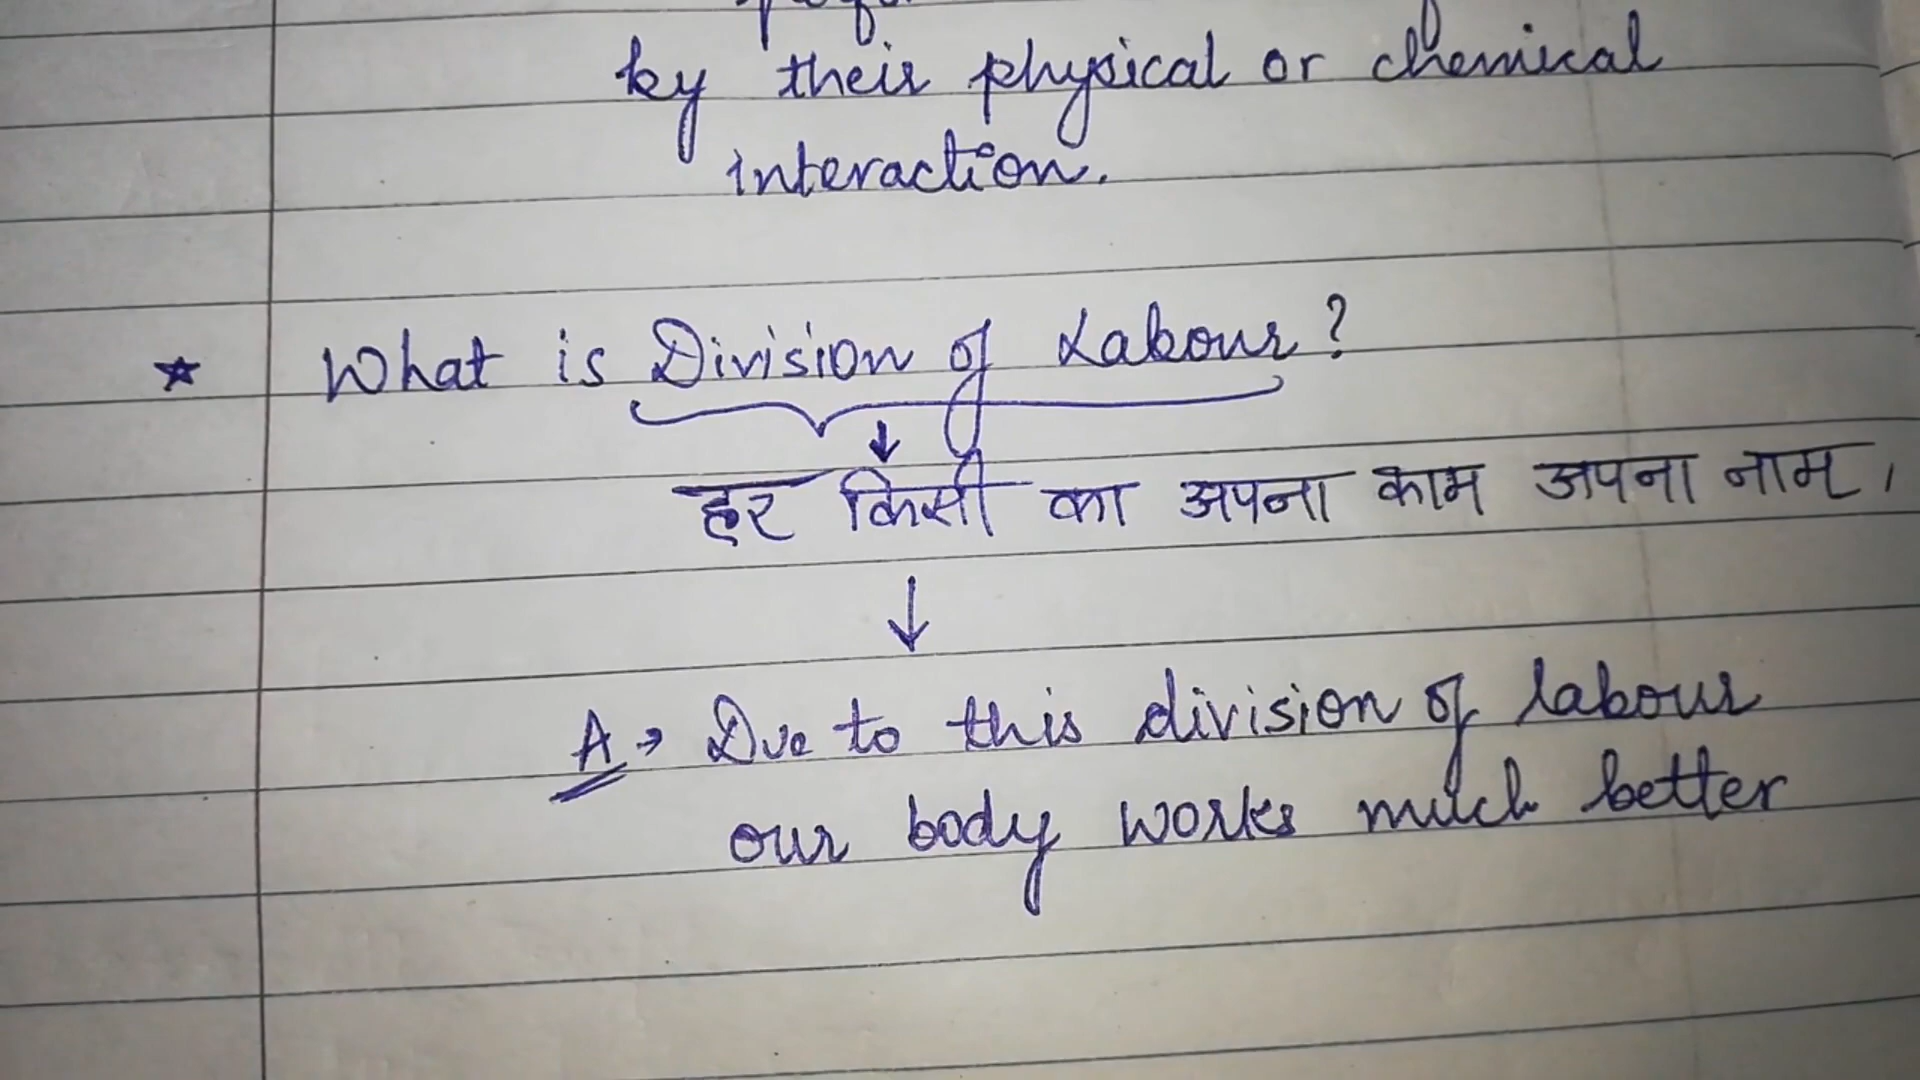 by their physical or chemical
interaction.
★ What is Division of Labour?
↓
हर किसी का अपना काम अपना नाम,
↓
A → Due to this division of labour
our body works much better